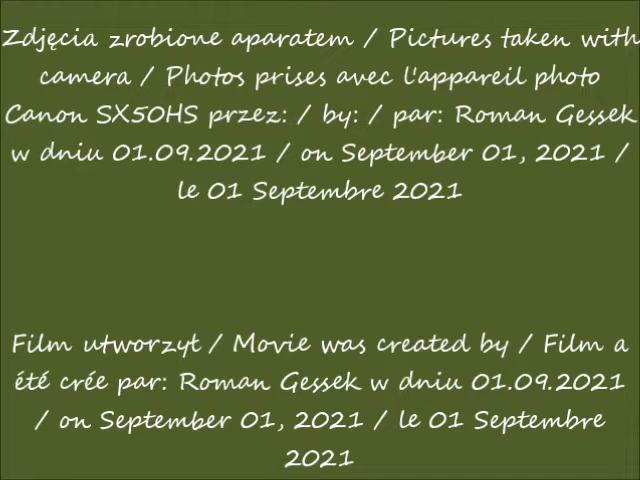 Zdjęcia zrobione aparatem / Pictures taken with
camera / Photos prises avec l'appareil photo
Canon SX50HS przez: / by: / par: Roman Gessek
w dniu 01.09.2021 / on September 01, 2021 /
le 01 Septembre 2021
Film utworzył / Movie was created by / Film a
été crée par: Roman Gessek w dniu 01.09.2021
/ on September 01, 2021 / le 01 Septembre
2021